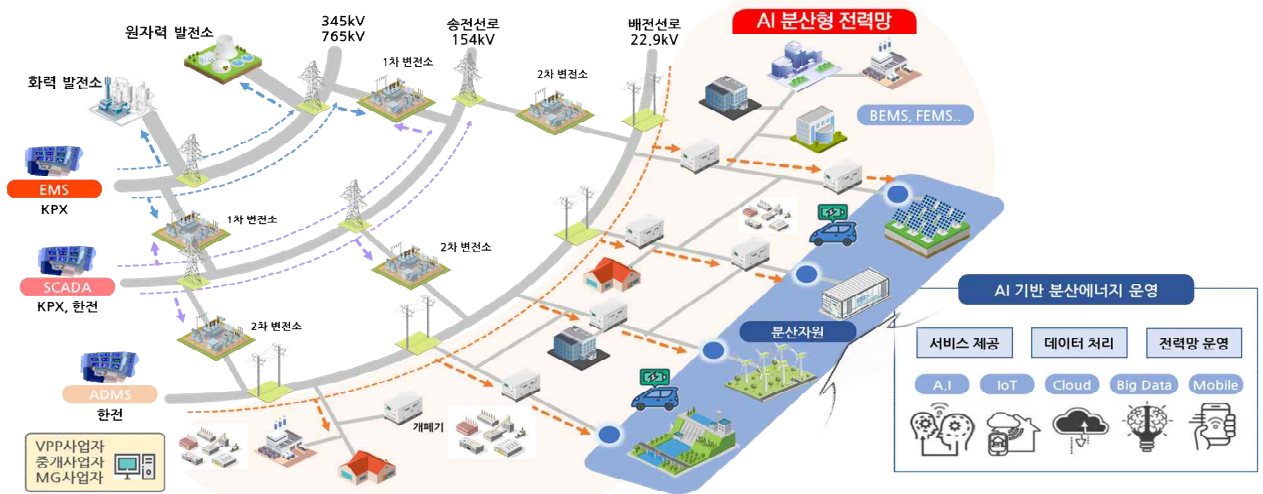 AI 분산형 전력망
345kV
765kV
송전선로
154kV
배전선로
22.9kV
원자력 발전소
1차 변전소
2차 변전소
화력 발전소
BEMS, FEMS..
EMS
KPX
1차 변전소
2차 변전소
SCADA
KPX, 한전
2차 변전소
AI 기반 분산에너지 운영
분산자원
서비스 제공
데이터 처리
전력망 운영
ADMS
한전
A.I
IoT
Cloud
Big Data
Mobile
개폐기
VPP사업자
중개사업자
MG사업자